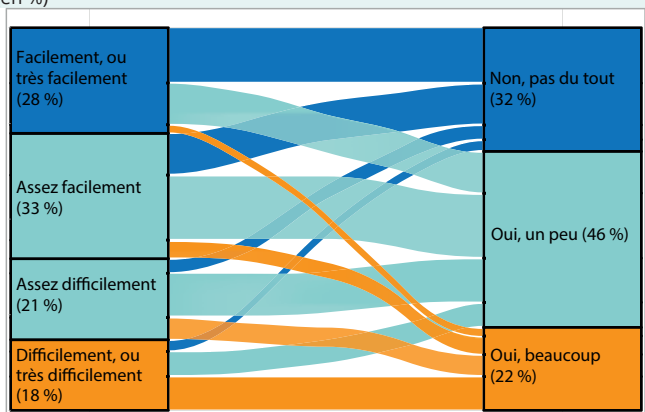 en %)
Facilement, ou
très facilement
(28 %)
Assez facilement
(33 %)
Assez difficilement
(21 %)
Difficilement, ou
très difficilement
(18 %)
Non, pas du tout
(32 %)
Oui, un peu (46 %)
Oui, beaucoup
(22 %)